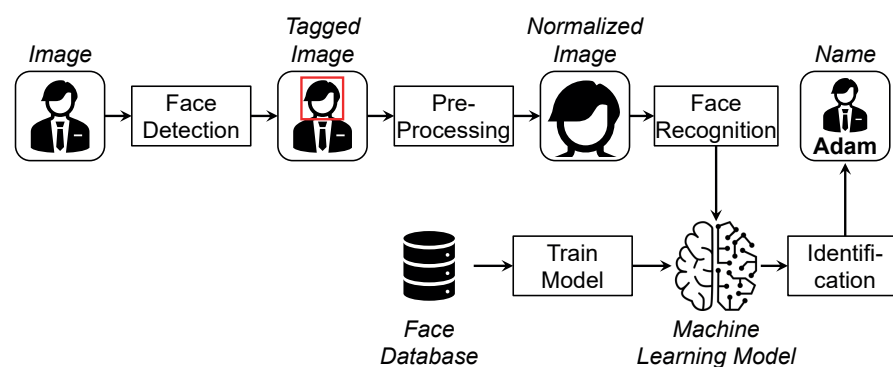 Image
Face
Detection
Tagged
Image
Pre-
Processing
Normalized
Image
Face
Recognition
Name
Adam
Face
Database
Train
Model
Machine
Learning Model
Identifi-
cation